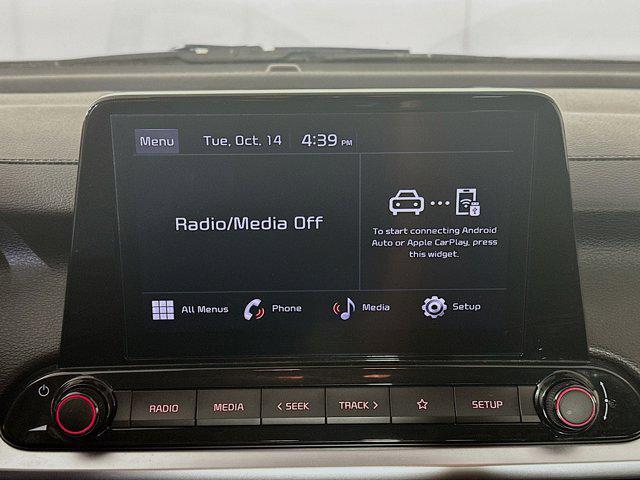 Menu Tue, Oct. 14 4:39 PM
Radio/Media Off
To start connecting Android
Auto or Apple CarPlay, press
this widget.
All Menus Phone Media Setup
RADIO MEDIA < SEEK TRACK > SETUP